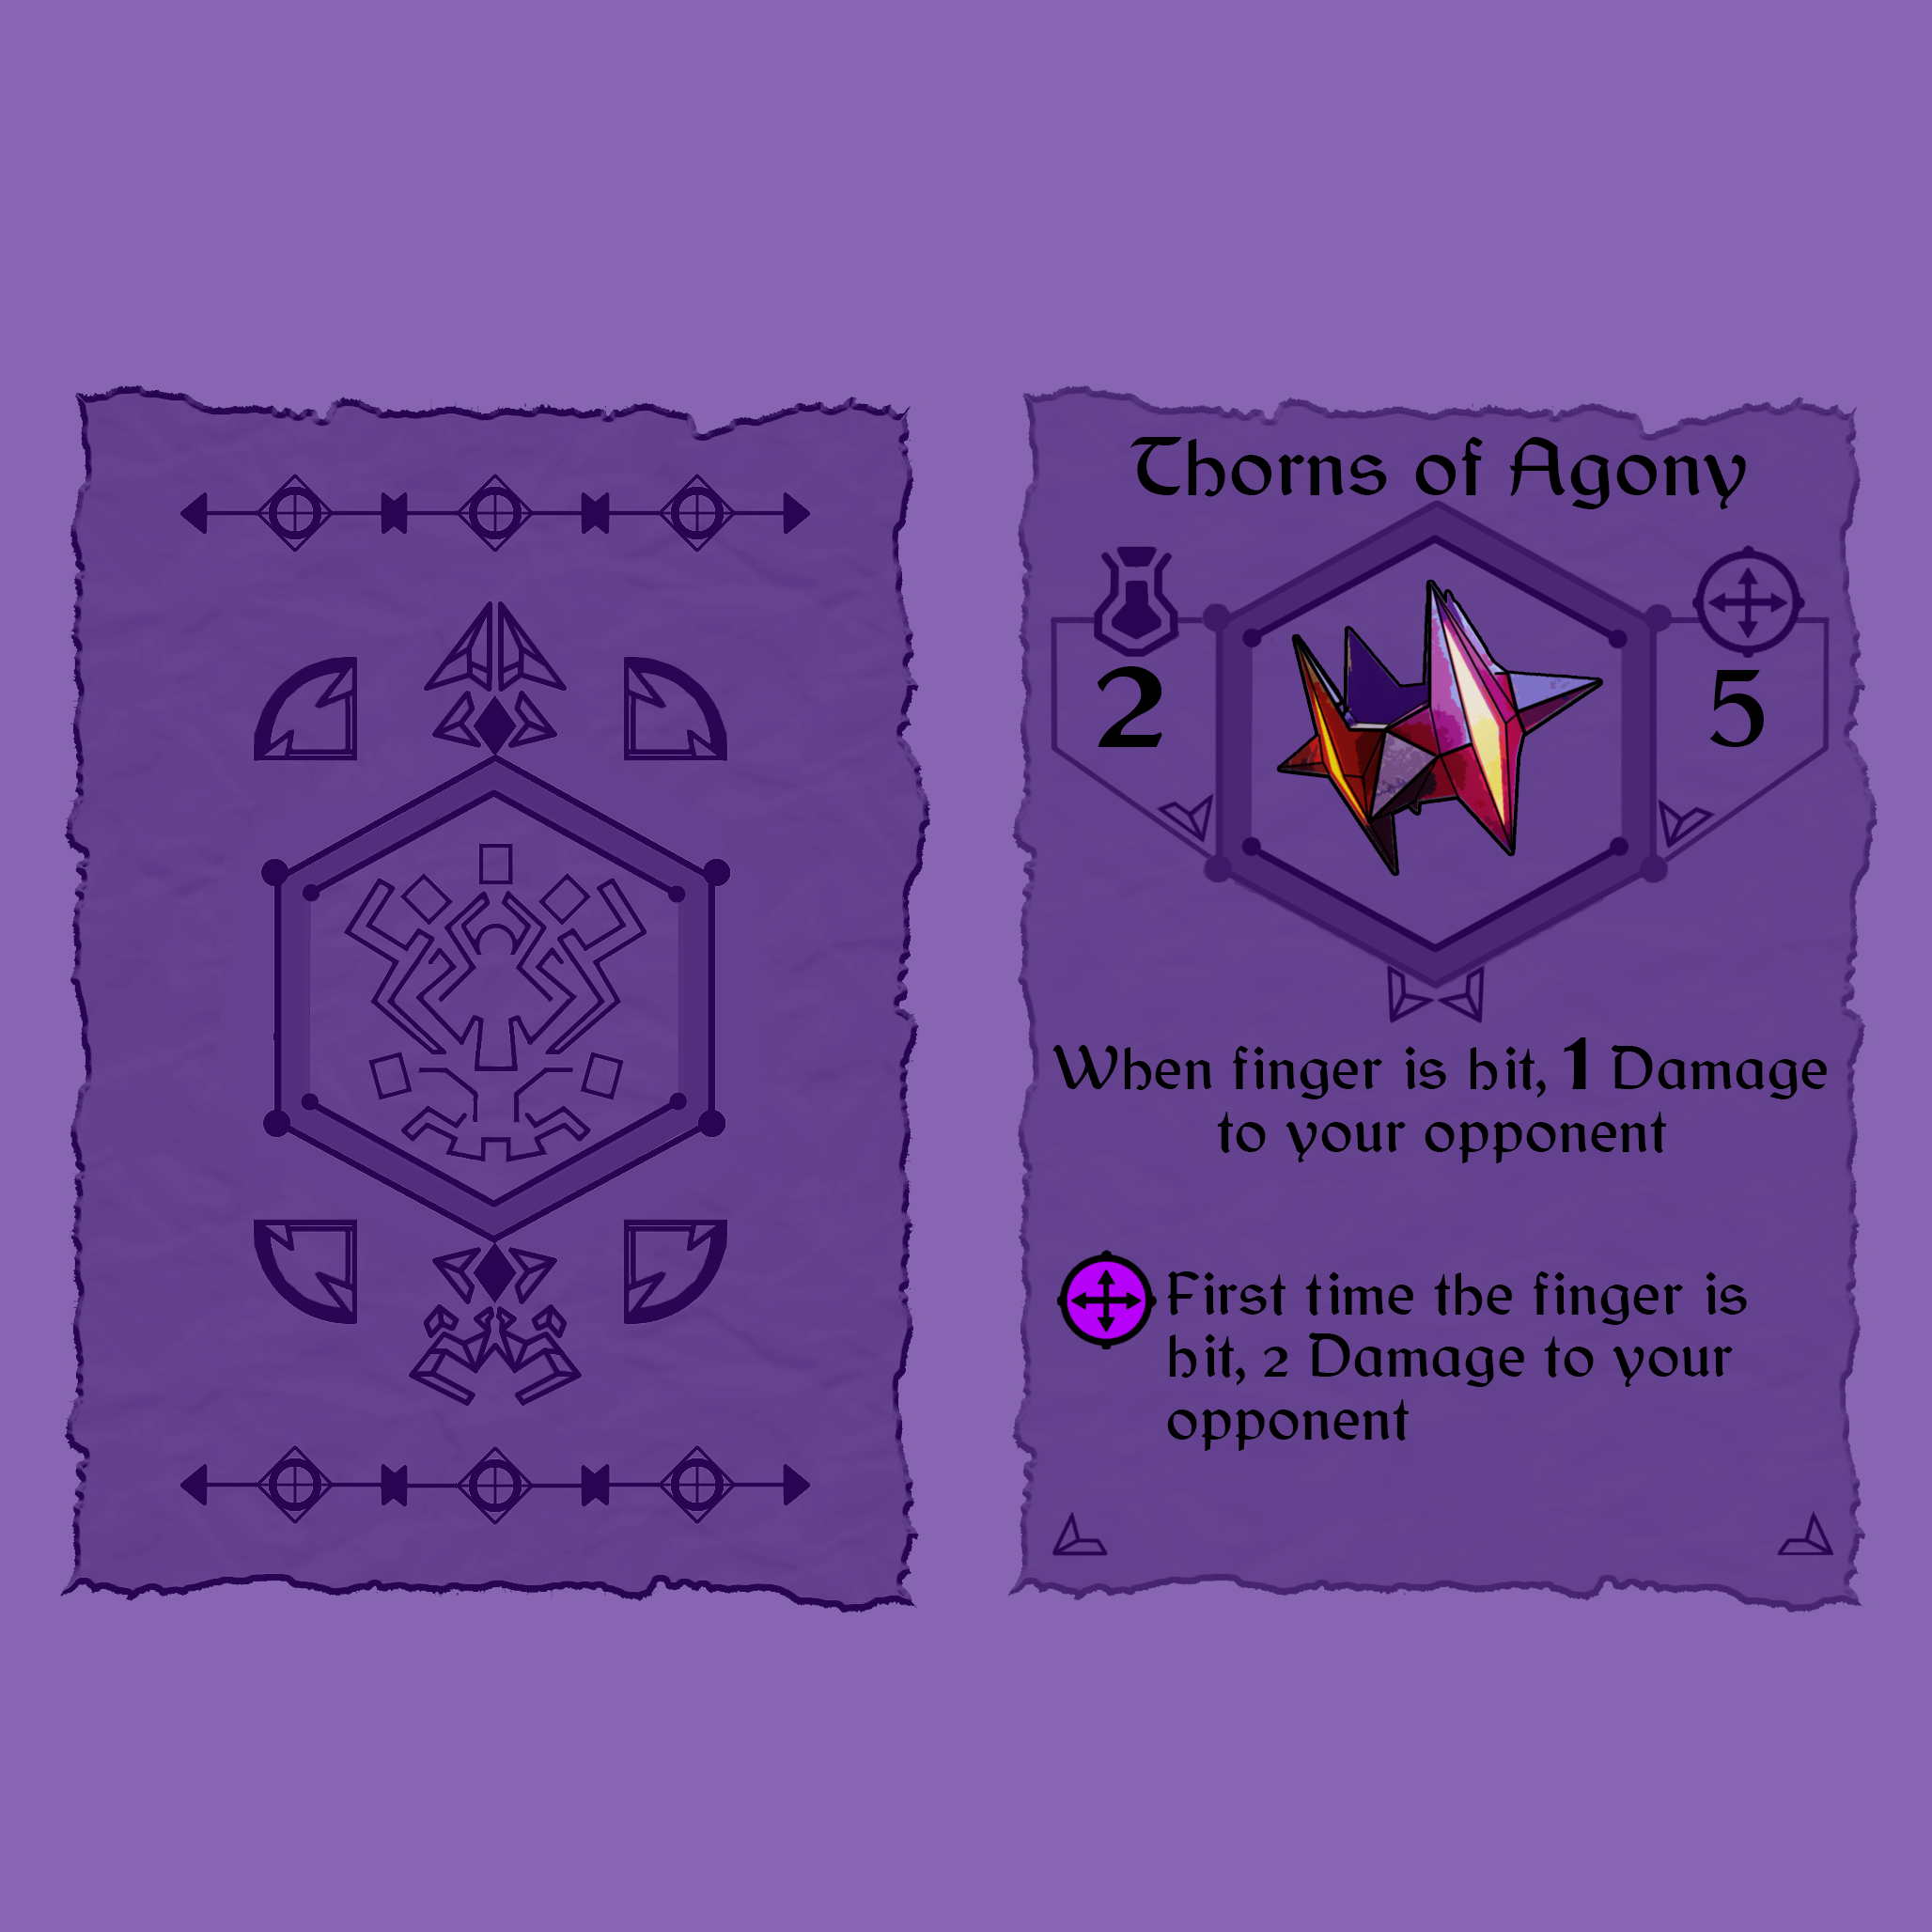 Thorns of Agony
2
5
When finger is hit, 1 Damage
to your opponent
First time the finger is
hit, 2 Damage to your
opponent